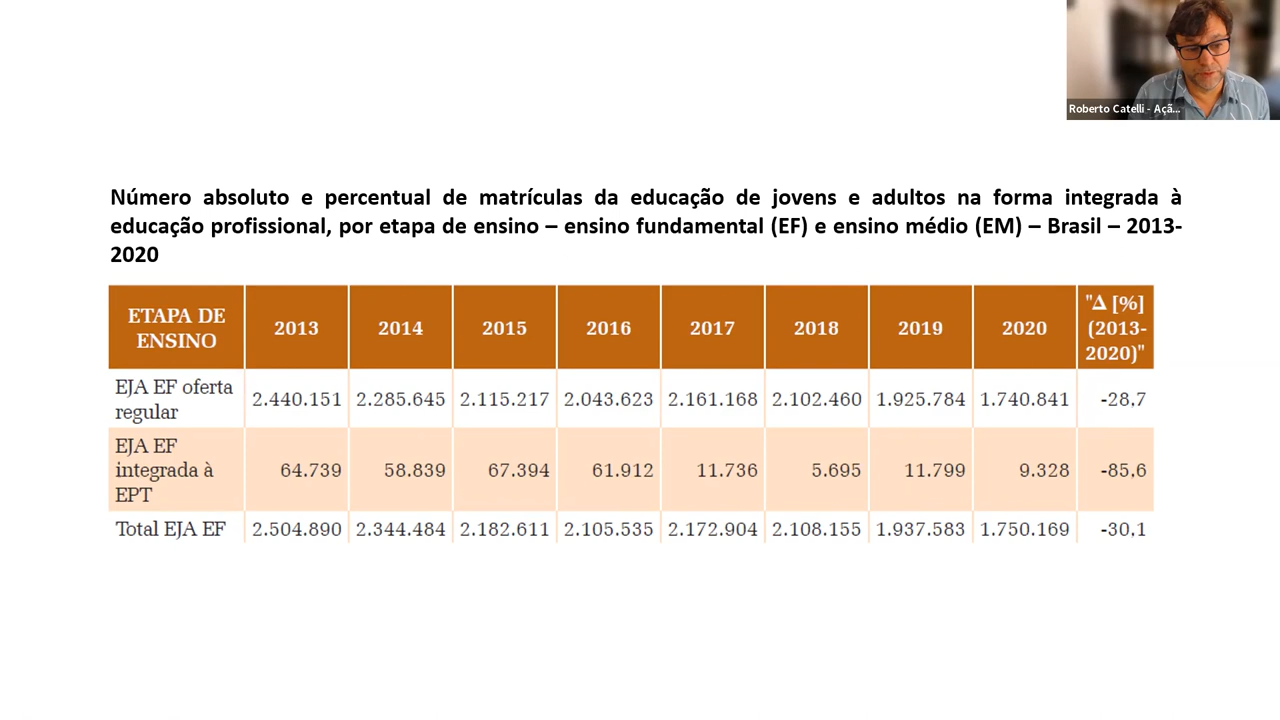 Roberto Catelli - Açã...
Número absoluto e percentual de matrículas da educação de jovens e adultos na forma integrada à
educação profissional, por etapa de ensino – ensino fundamental (EF) e ensino médio (EM) – Brasil – 2013-
2020
ETAPA DE
ENSINO
2013 2014 2015 2016 2017 2018 2019 2020
"Δ [%]
(2013-
2020)"
EJA EF oferta
regular
2.440.151 2.285.645 2.115.217 2.043.623 2.161.168 2.102.460 1.925.784 1.740.841 -28,7
EJA EF
integrada à
EPT
64.739 58.839 67.394 61.912 11.736 5.695 11.799 9.328 -85,6
Total EJA EF 2.504.890 2.344.484 2.182.611 2.105.535 2.172.904 2.108.155 1.937.583 1.750.169 -30,1